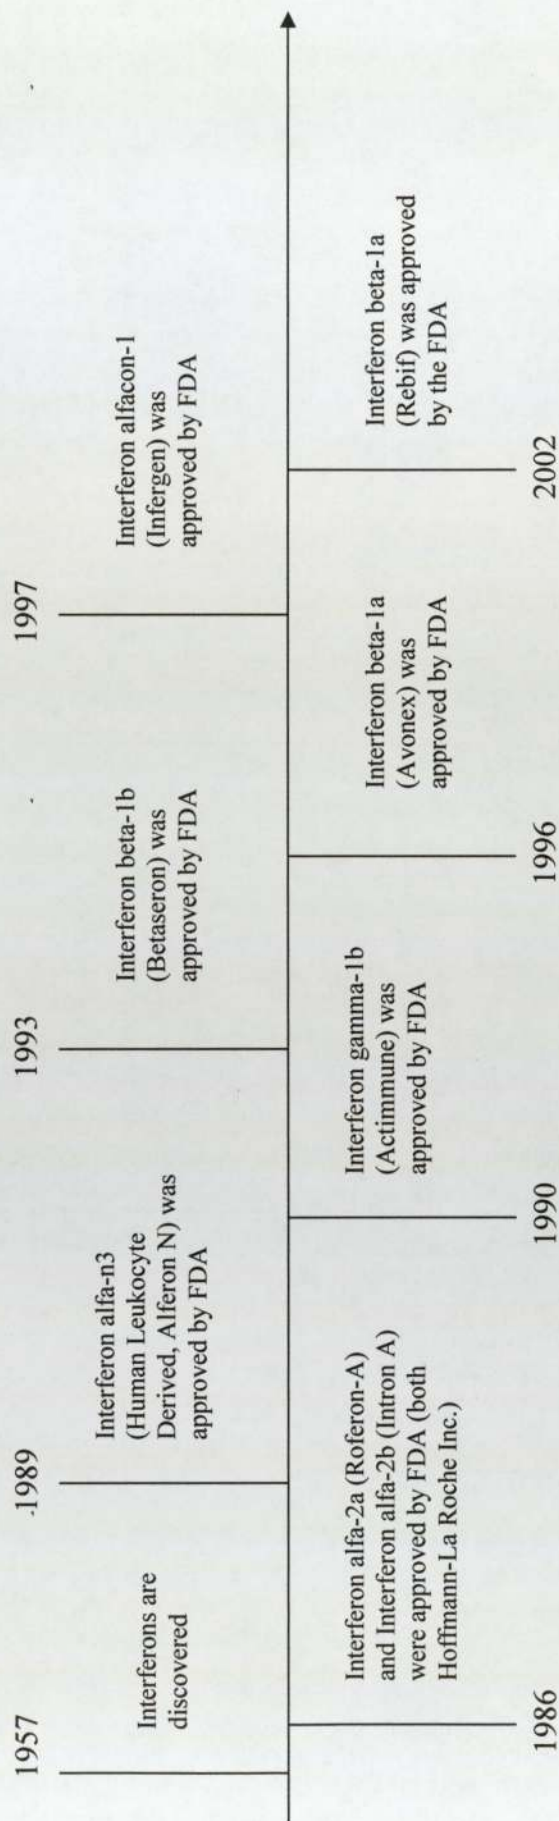 1957
Interferons are
discovered
1986
Interferon alfa-2a (Roferon-A)
and Interferon alfa-2b (Intron A)
were approved by FDA (both
Hoffmann-La Roche Inc.)
1989
Interferon alfa-n3
(Human Leukocyte
Derived, Alferon N) was
approved by FDA
1990
Interferon gamma-1b
(Actimmune) was
approved by FDA
1993
Interferon beta-1b
(Betaseron) was
approved by FDA
1996
Interferon beta-1a
(Avonex) was
approved by FDA
1997
Interferon alfacon-1
(Infergen) was
approved by FDA
2002
Interferon beta-1a
(Rebif) was approved
by the FDA